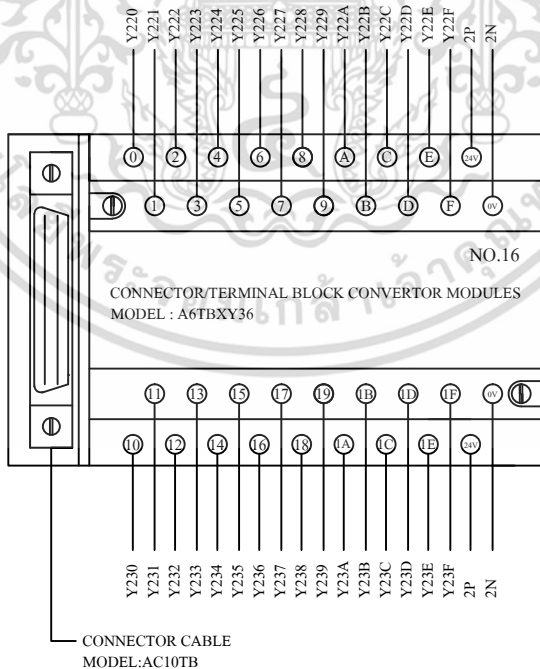 Y220 Y221 Y222 Y223 Y224 Y225 Y226 Y227 Y228 Y229 Y22A Y22B Y22C Y22D Y22E Y22F 2P 2N
0 2 4 6 8 A C E 24V
1 3 5 7 9 B D F 0V
NO.16
CONNECTOR/TERMINAL BLOCK CONVERTOR MODULES
MODEL : A6TBXY36
11 13 15 17 19 1B 1D 1F 0V
10 12 14 16 18 1A 1C 1E 24V
Y230 Y231 Y232 Y233 Y234 Y235 Y236 Y237 Y238 Y239 Y23A Y23B Y23C Y23D Y23E Y23F 2P 2N
CONNECTOR CABLE
MODEL:AC10TB